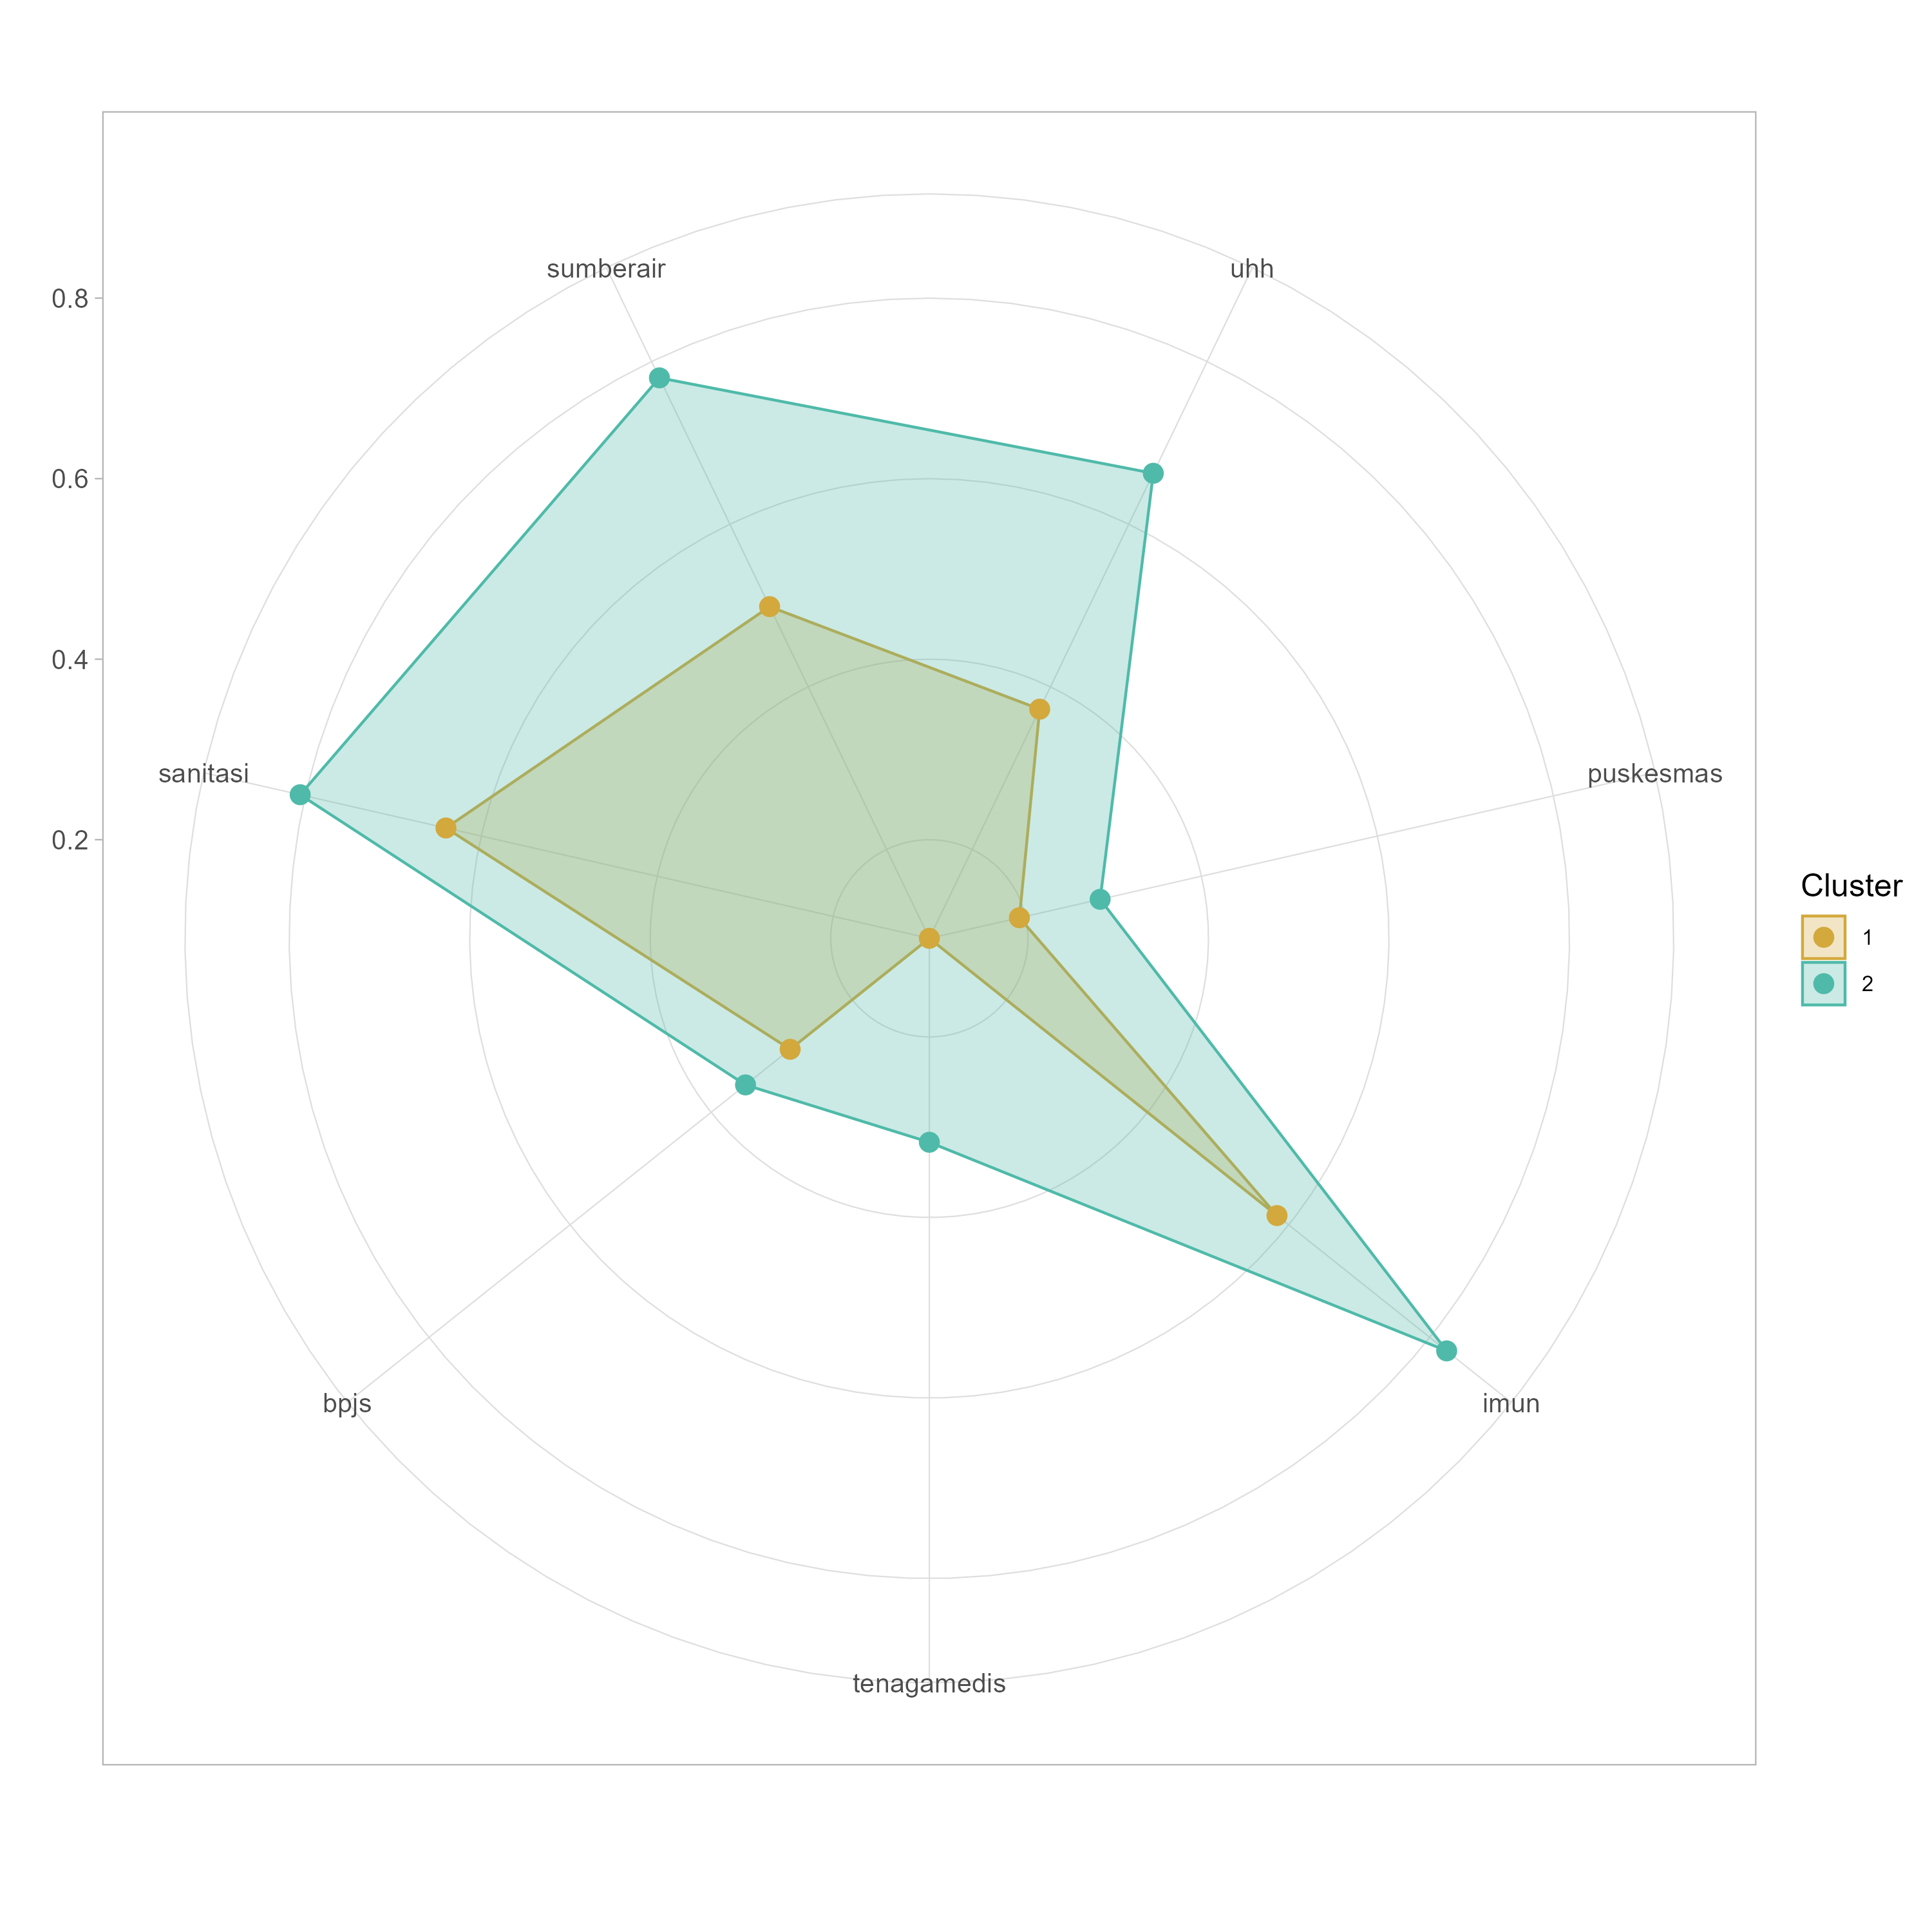 sumberair
uhh
0.8
0.6
0.4
sanitasi
puskesmas
0.2
Cluster
1
2
bpjs
imun
tenagamedis